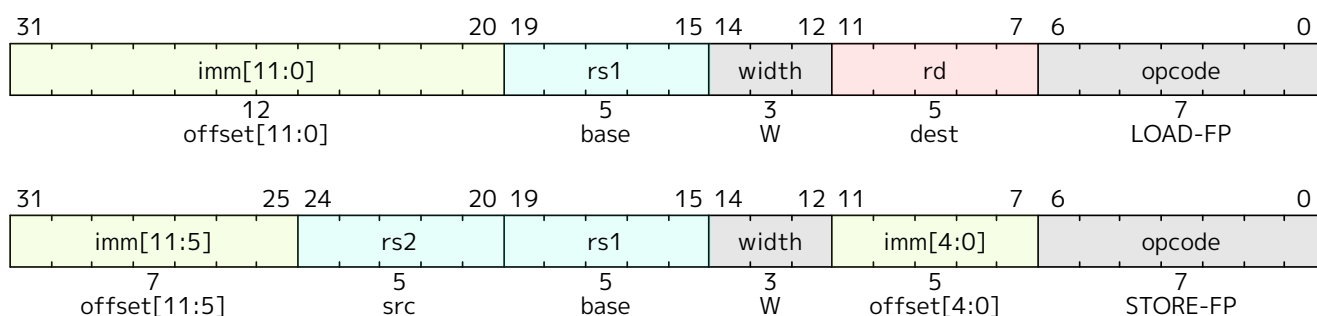 31 20 19 15 14 12 11 7 6 0
imm[11:0] rs1 width rd opcode
12 5 3 5 7
offset[11:0] base W dest LOAD-FP
31 25 24 20 19 15 14 12 11 7 6 0
imm[11:5] rs2 rs1 width imm[4:0] opcode
7 5 5 3 5 7
offset[11:5] src base W offset[4:0] STORE-FP